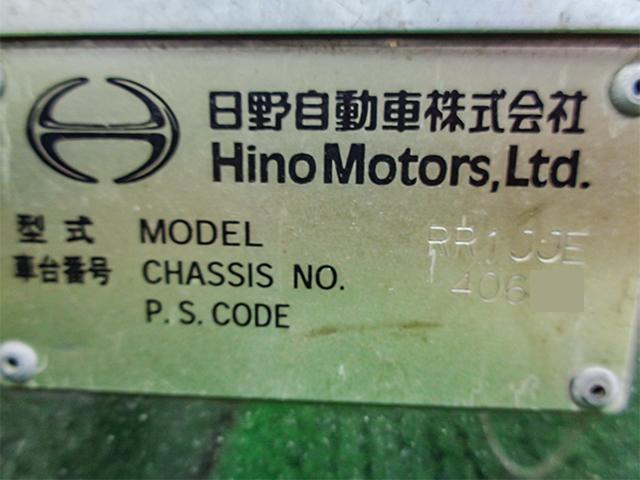 日野自動車株式会社
Hino Motors, Ltd.
型式 MODEL RR1JJE
車台番号 CHASSIS NO. 406
P.S.CODE